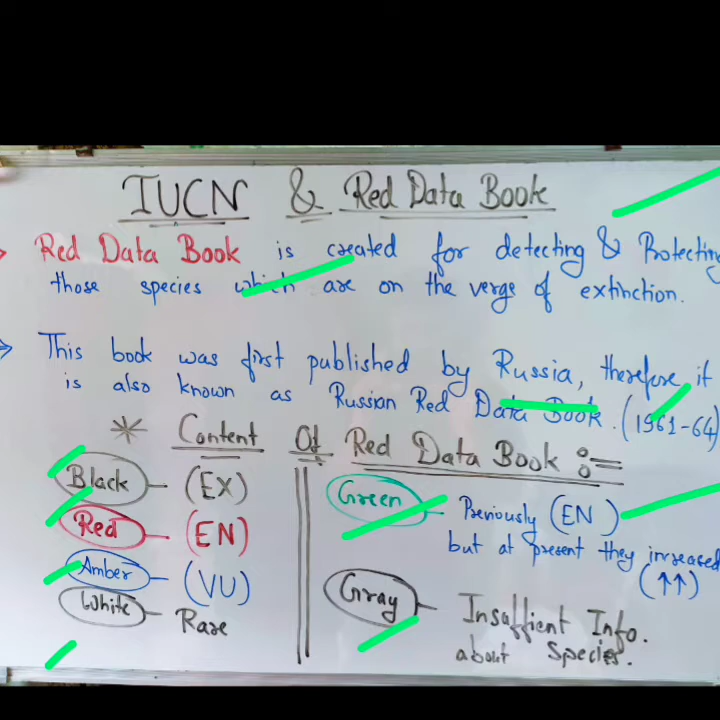 IUCN & Red Data Book
Red Data Book is created for detecting & Protecting
those species which are on the verge of extinction.
This book was first published by Russia, therefore it
is also known as Russian Red Data Book. (1961-64)
* Content Of Red Data Book :=
Black - (EX)
Red - (EN)
Amber - (VU)
White - Rare
Green - Previously (EN)
but at present they increased
(↑↑)
Gray - Insufficient Info.
about Species.